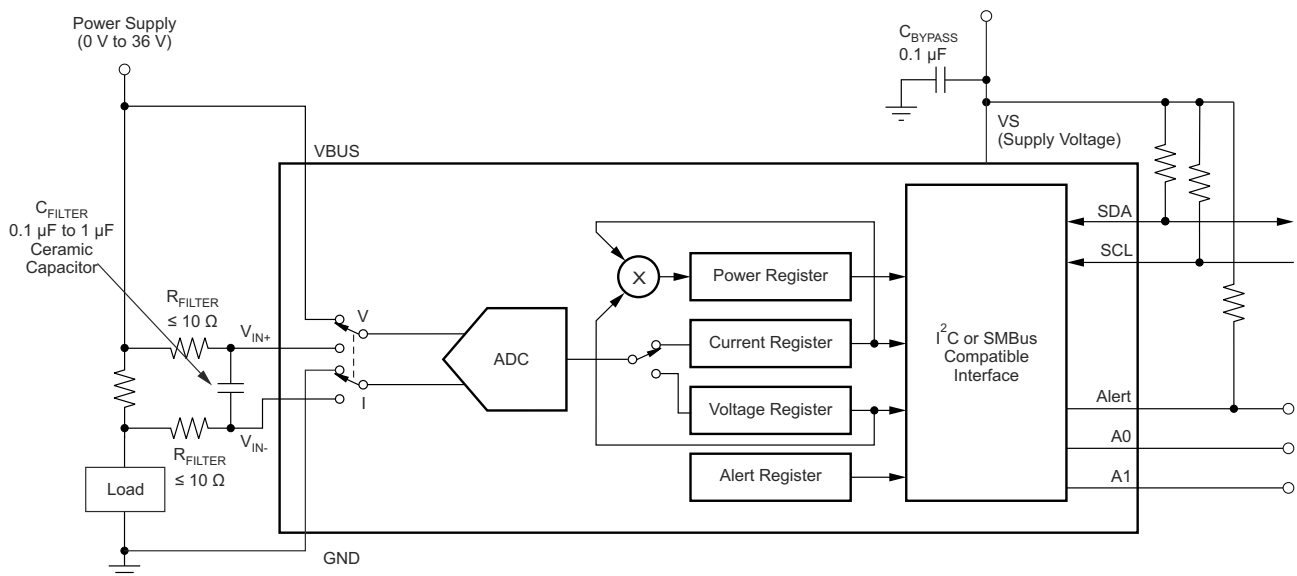 Power Supply
(0 V to 36 V)
C_BYPASS
0.1 µF
VS
(Supply Voltage)
VBUS
C_FILTER
0.1 µF to 1 µF
Ceramic
Capacitor
R_FILTER
≤ 10 Ω
V_IN+
V
I
V_IN-
R_FILTER
≤ 10 Ω
Load
GND
ADC
X
Power Register
Current Register
Voltage Register
Alert Register
I²C or SMBus
Compatible
Interface
SDA
SCL
Alert
A0
A1